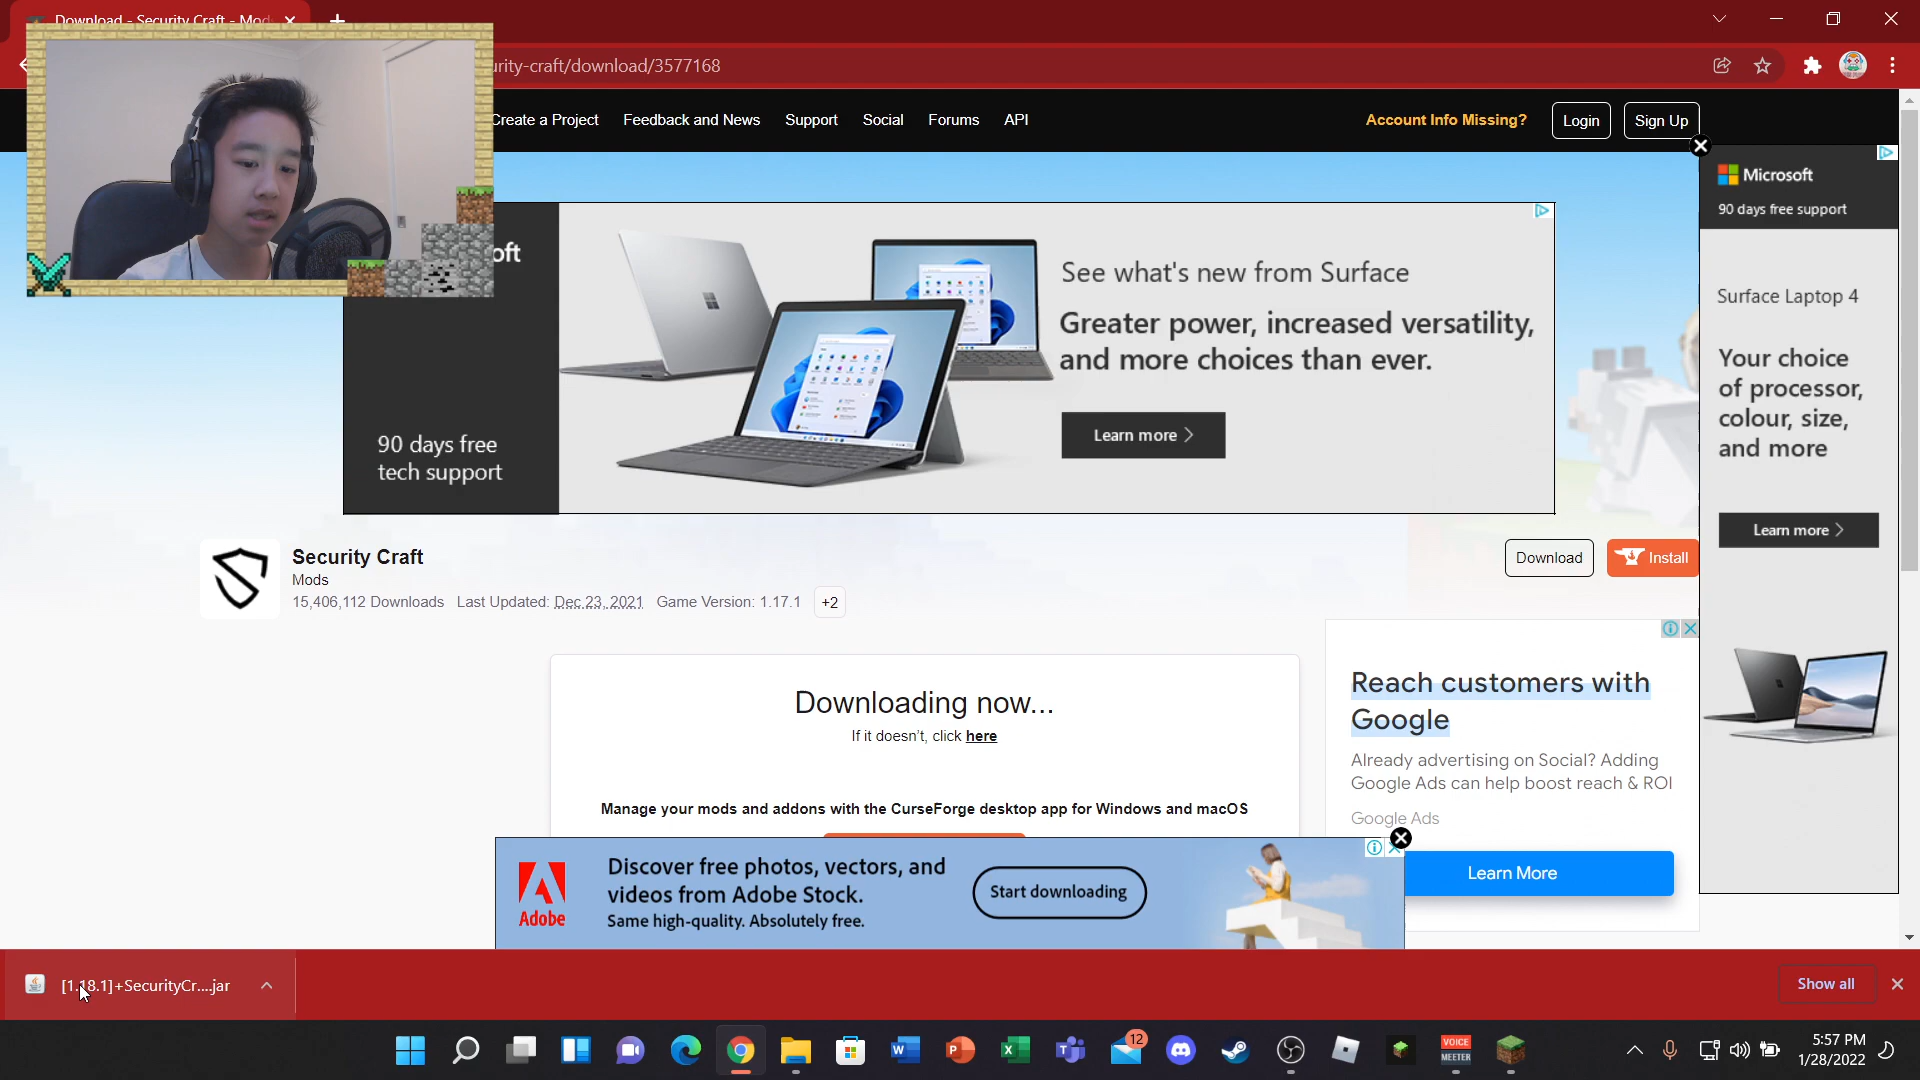 Download - Security Craft - Mod
urity-craft/download/3577168
Create a Project
Feedback and News
Support
Social
Forums
API
Account Info Missing?
Login
Sign Up
Microsoft
90 days free support
Surface Laptop 4
Your choice
of processor,
colour, size,
and more
Learn more >
oft
90 days free
tech support
See what's new from Surface
Greater power, increased versatility,
and more choices than ever.
Learn more >
Security Craft
Mods
15,406,112 Downloads Last Updated: Dec 23, 2021 Game Version: 1.17.1 +2
Download
Install
Downloading now...
If it doesn't, click here
Manage your mods and addons with the CurseForge desktop app for Windows and macOS
Reach customers with
Google
Already advertising on Social? Adding
Google Ads can help boost reach & ROI
Google Ads
Learn More
Adobe
Discover free photos, vectors, and
videos from Adobe Stock.
Same high-quality. Absolutely free.
Start downloading
[1.18.1]+SecurityCr....jar
Show all
12
VOICE
MEETER
5:57 PM
1/28/2022